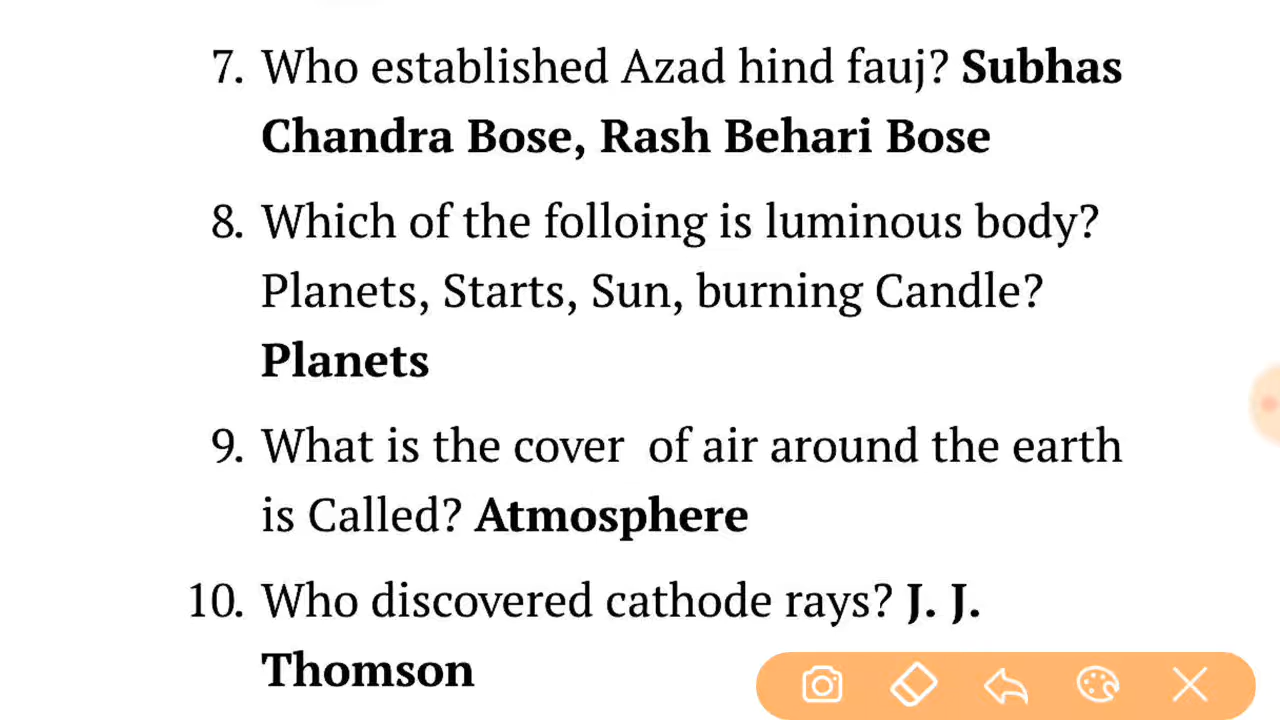 7. Who established Azad hind fauj? Subhas
Chandra Bose, Rash Behari Bose
8. Which of the folloing is luminous body?
Planets, Starts, Sun, burning Candle?
Planets
9. What is the cover of air around the earth
is Called? Atmosphere
10. Who discovered cathode rays? J. J.
Thomson